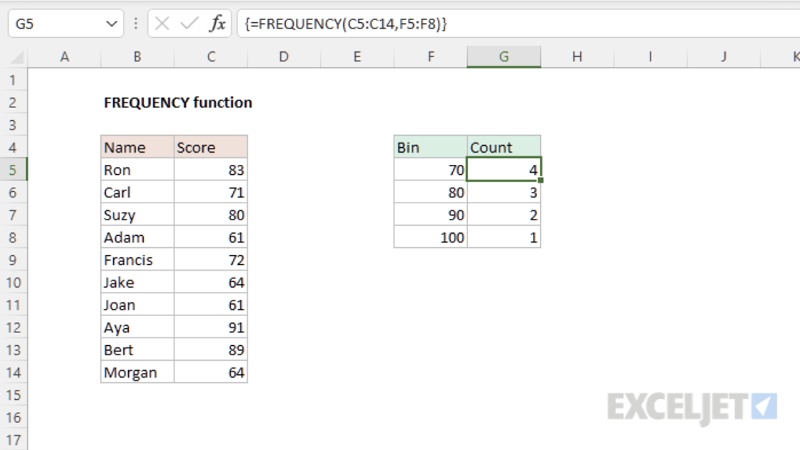 G5 fx {=FREQUENCY(C5:C14,F5:F8)}
A B C D E F G H I J K
1
2 FREQUENCY function
3
4 Name Score Bin Count
5 Ron 83 70 4
6 Carl 71 80 3
7 Suzy 80 90 2
8 Adam 61 100 1
9 Francis 72
10 Jake 64
11 Joan 61
12 Aya 91
13 Bert 89
14 Morgan 64
15
16 EXCELJET
17